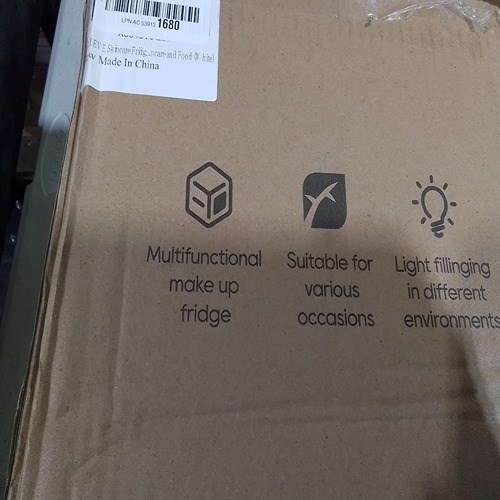 1680
Made In China
Multifunctional
make up
fridge
Suitable for
various
occasions
Light fillinging
in different
environments